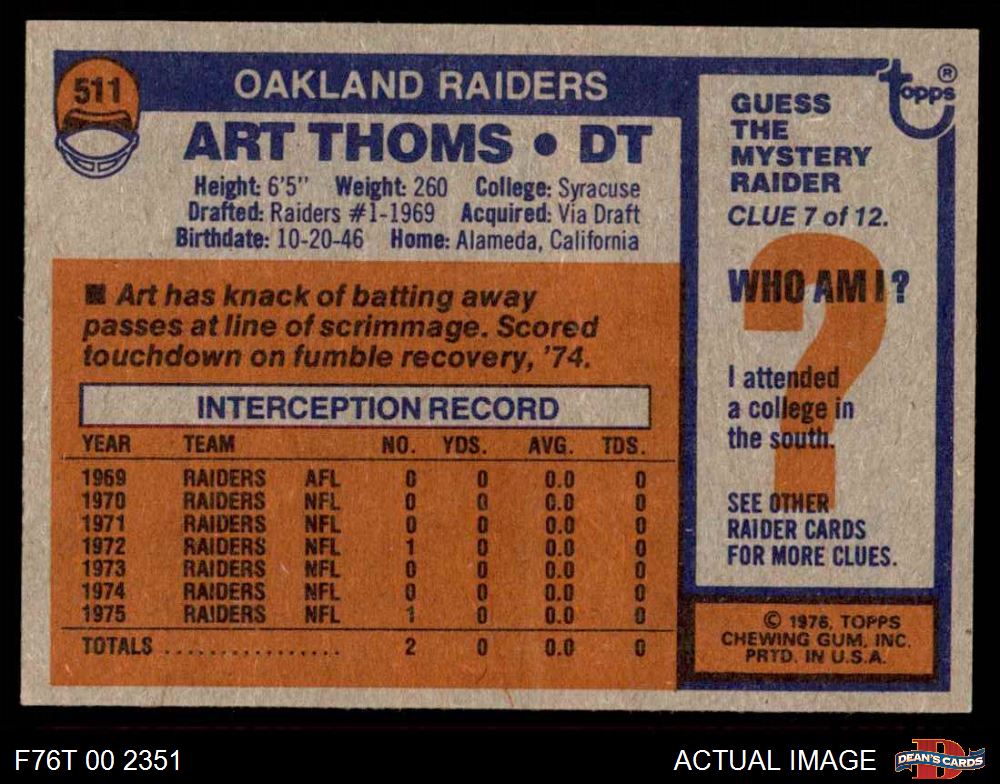 511
OAKLAND RAIDERS
ART THOMS • DT
Height: 6'5" Weight: 260 College: Syracuse
Drafted: Raiders #1-1969 Acquired: Via Draft
Birthdate: 10-20-46 Home: Alameda, California
■ Art has knack of batting away
passes at line of scrimmage. Scored
touchdown on fumble recovery, '74.
INTERCEPTION RECORD
YEAR TEAM NO. YDS. AVG. TDS.
1969 RAIDERS AFL 0 0 0.0 0
1970 RAIDERS NFL 0 0 0.0 0
1971 RAIDERS NFL 0 0 0.0 0
1972 RAIDERS NFL 1 0 0.0 0
1973 RAIDERS NFL 0 0 0.0 0
1974 RAIDERS NFL 0 0 0.0 0
1975 RAIDERS NFL 1 0 0.0 0
TOTALS ................. 2 0 0.0 0
topps®
GUESS
THE
MYSTERY
RAIDER
CLUE 7 of 12.
?
WHO AM I?
I attended
a college in
the south.
SEE OTHER
RAIDER CARDS
FOR MORE CLUES.
© 1976, TOPPS
CHEWING GUM, INC.
PRTD. IN U.S.A.
F76T 00 2351
ACTUAL IMAGE
D
DEAN'S CARDS